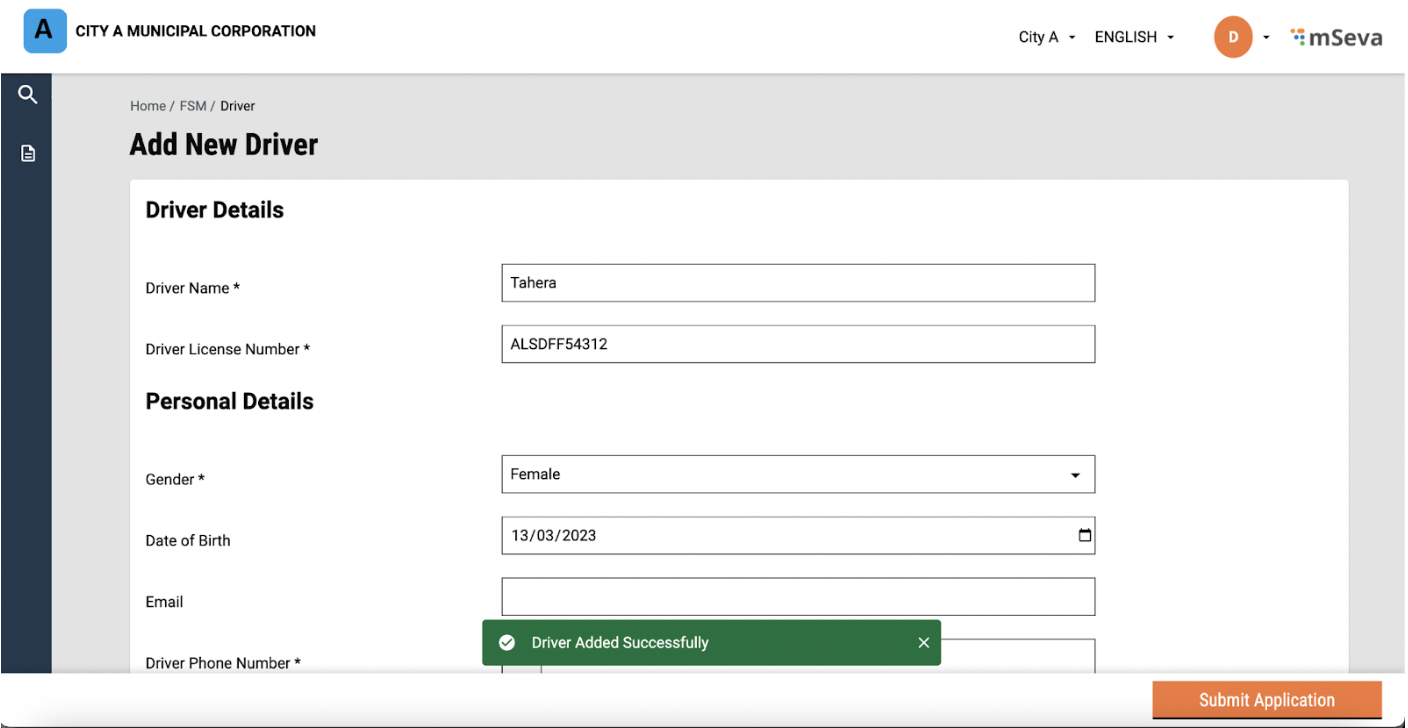 A CITY A MUNICIPAL CORPORATION City A ENGLISH D mSeva
Home / FSM / Driver
Add New Driver
Driver Details
Driver Name * Tahera
Driver License Number * ALSDFF54312
Personal Details
Gender * Female
Date of Birth 13/03/2023
Email
Driver Added Successfully
Driver Phone Number *
Submit Application